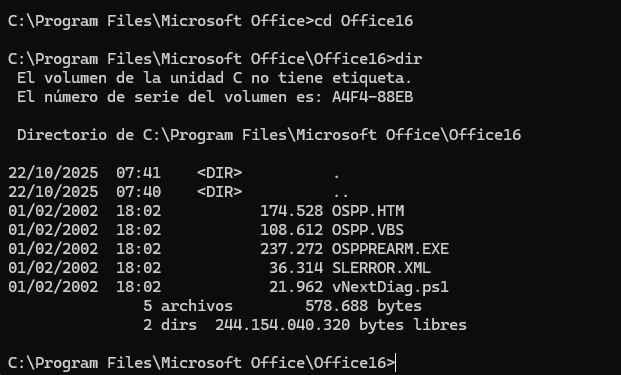 C:\Program Files\Microsoft Office>cd Office16
C:\Program Files\Microsoft Office\Office16>dir
El volumen de la unidad C no tiene etiqueta.
El número de serie del volumen es: A4F4-88EB
Directorio de C:\Program Files\Microsoft Office\Office16
22/10/2025  07:41    <DIR>          .
22/10/2025  07:40    <DIR>          ..
01/02/2002  18:02           174.528 OSPP.HTM
01/02/2002  18:02           108.612 OSPP.VBS
01/02/2002  18:02           237.272 OSPPREARM.EXE
01/02/2002  18:02            36.314 SLERROR.XML
01/02/2002  18:02            21.962 vNextDiag.ps1
5 archivos        578.688 bytes
2 dirs  244.154.040.320 bytes libres
C:\Program Files\Microsoft Office\Office16>